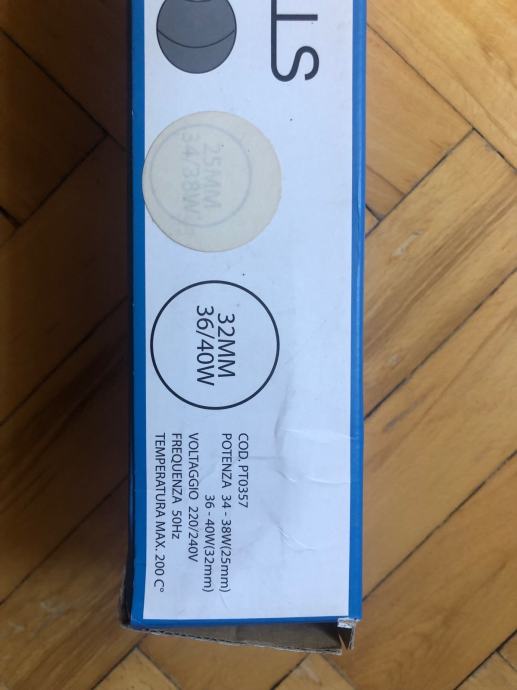 STI
25MM
34/38W
32MM
36/40W
COD. PT0357
POTENZA 34 - 38W(25mm)
36 - 40W(32mm)
VOLTAGGIO 220/240V
FREQUENZA 50Hz
TEMPERATURA MAX. 200 C°